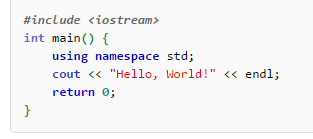 #include <iostream>
int main() {
    using namespace std;
    cout << "Hello, World!" << endl;
    return 0;
}